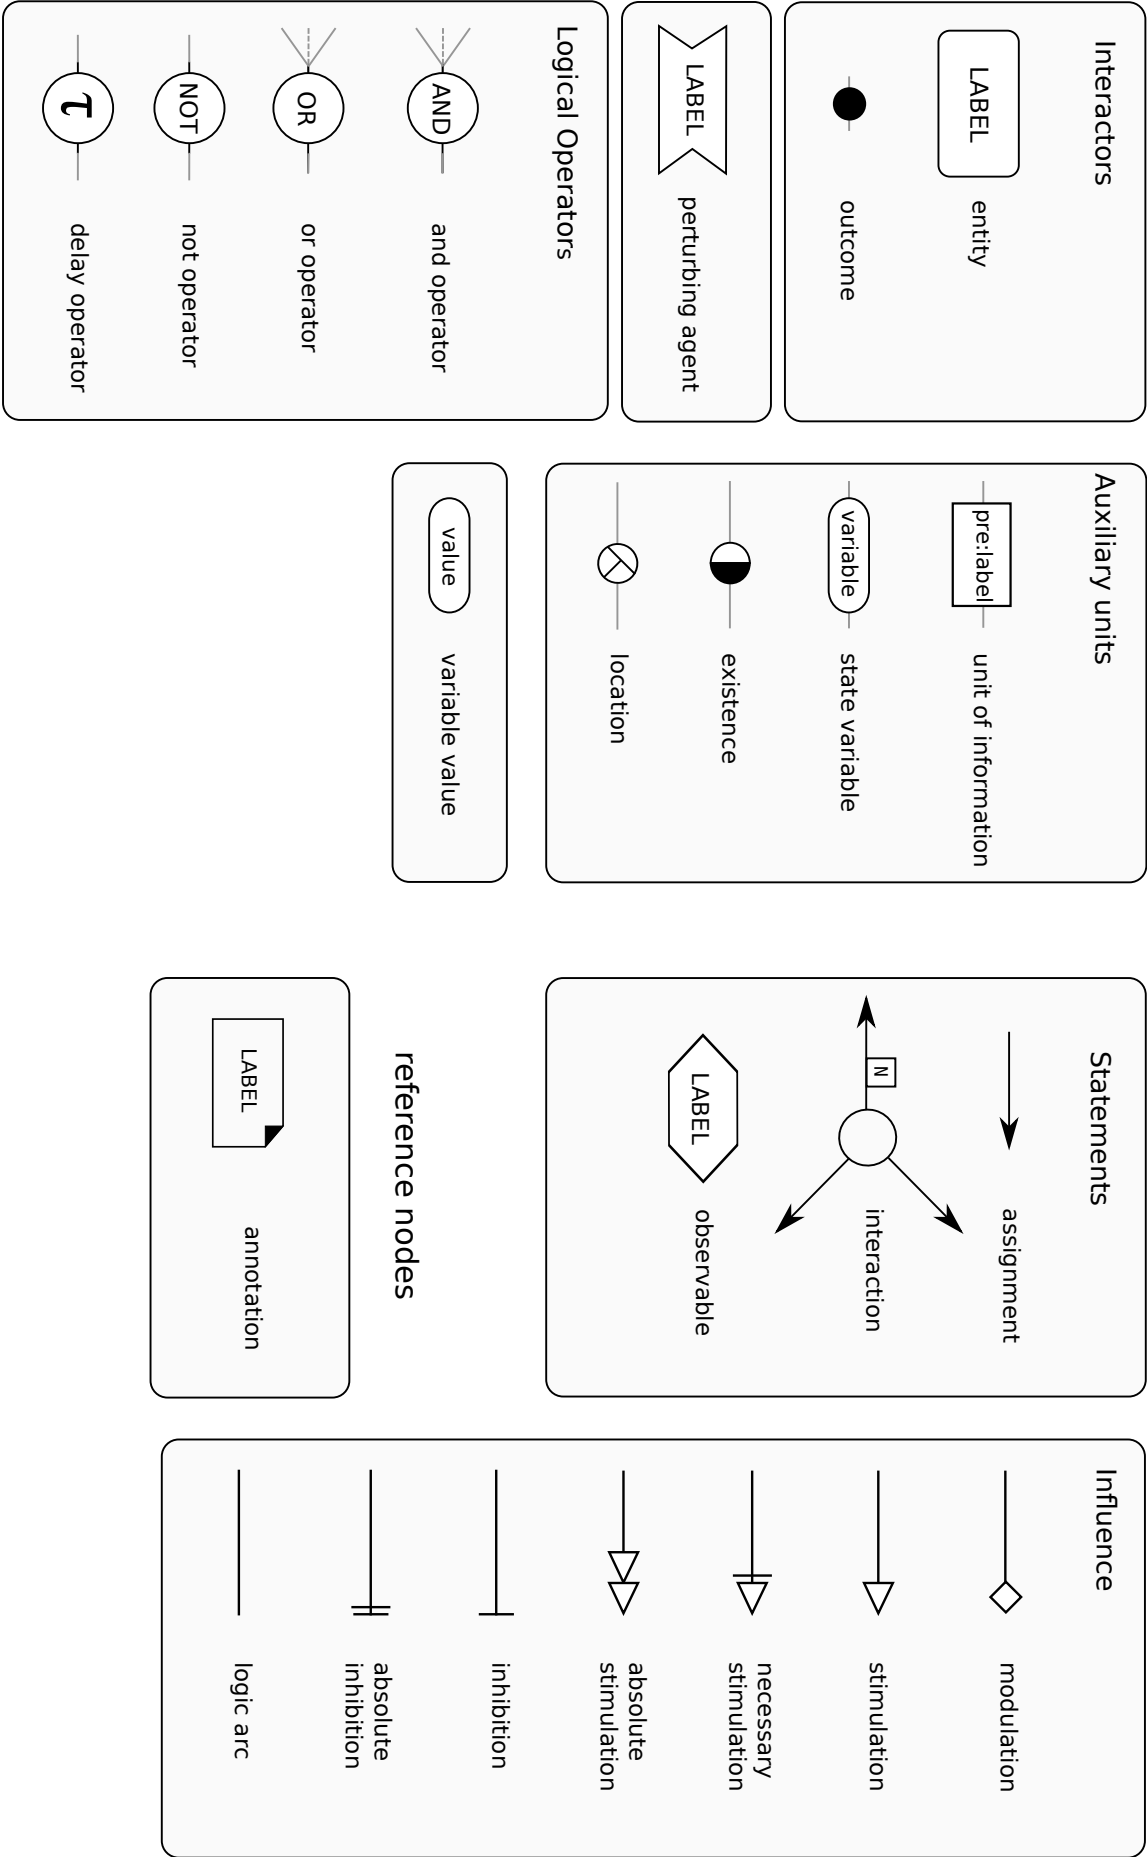 Interactors
LABEL
entity
outcome
LABEL
perturbing agent
Logical Operators
AND
and operator
OR
or operator
NOT
not operator
τ
delay operator
Auxiliary units
pre:label
unit of information
variable
state variable
existence
location
value
variable value
Statements
assignment
N
interaction
LABEL
observable
reference nodes
LABEL
annotation
Influence
modulation
stimulation
necessary
stimulation
absolute
stimulation
inhibition
absolute
inhibition
logic arc